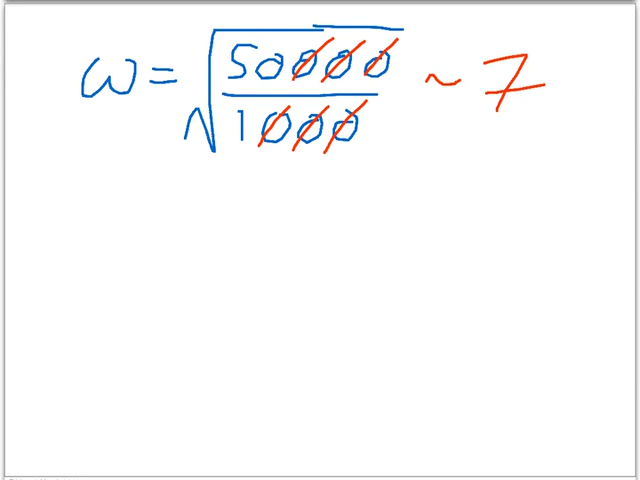 ω = √(50000/1000) ~ 7